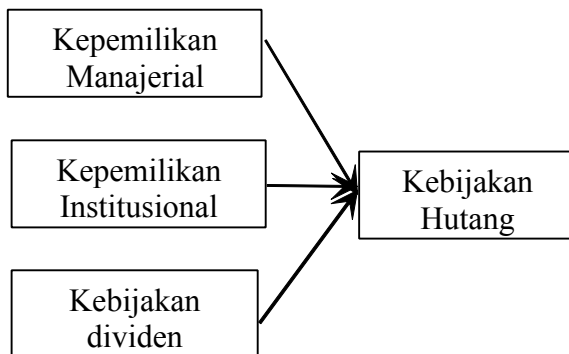 Kepemilikan
Manajerial
Kepemilikan
Institusional
Kebijakan
Hutang
Kebijakan
dividen